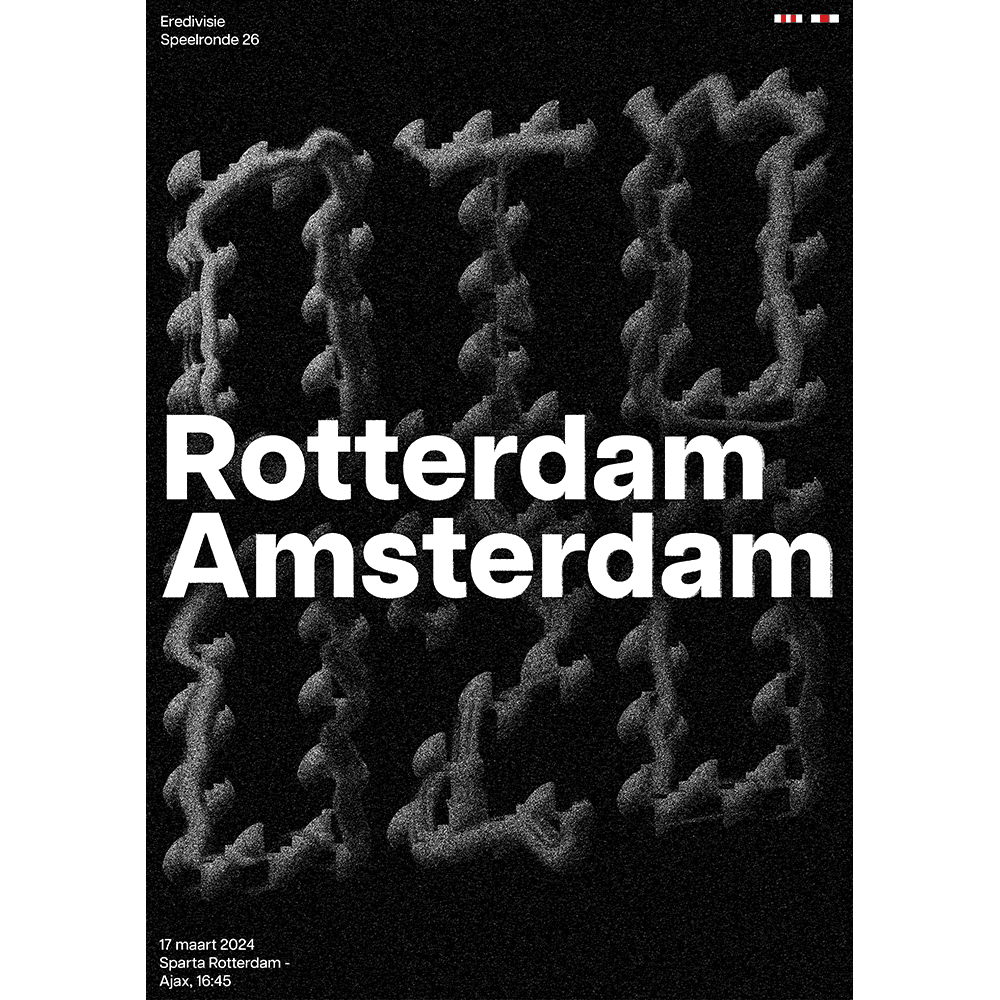 Eredivisie
Speelronde 26
Rotterdam
Amsterdam
17 maart 2024
Sparta Rotterdam -
Ajax, 16:45